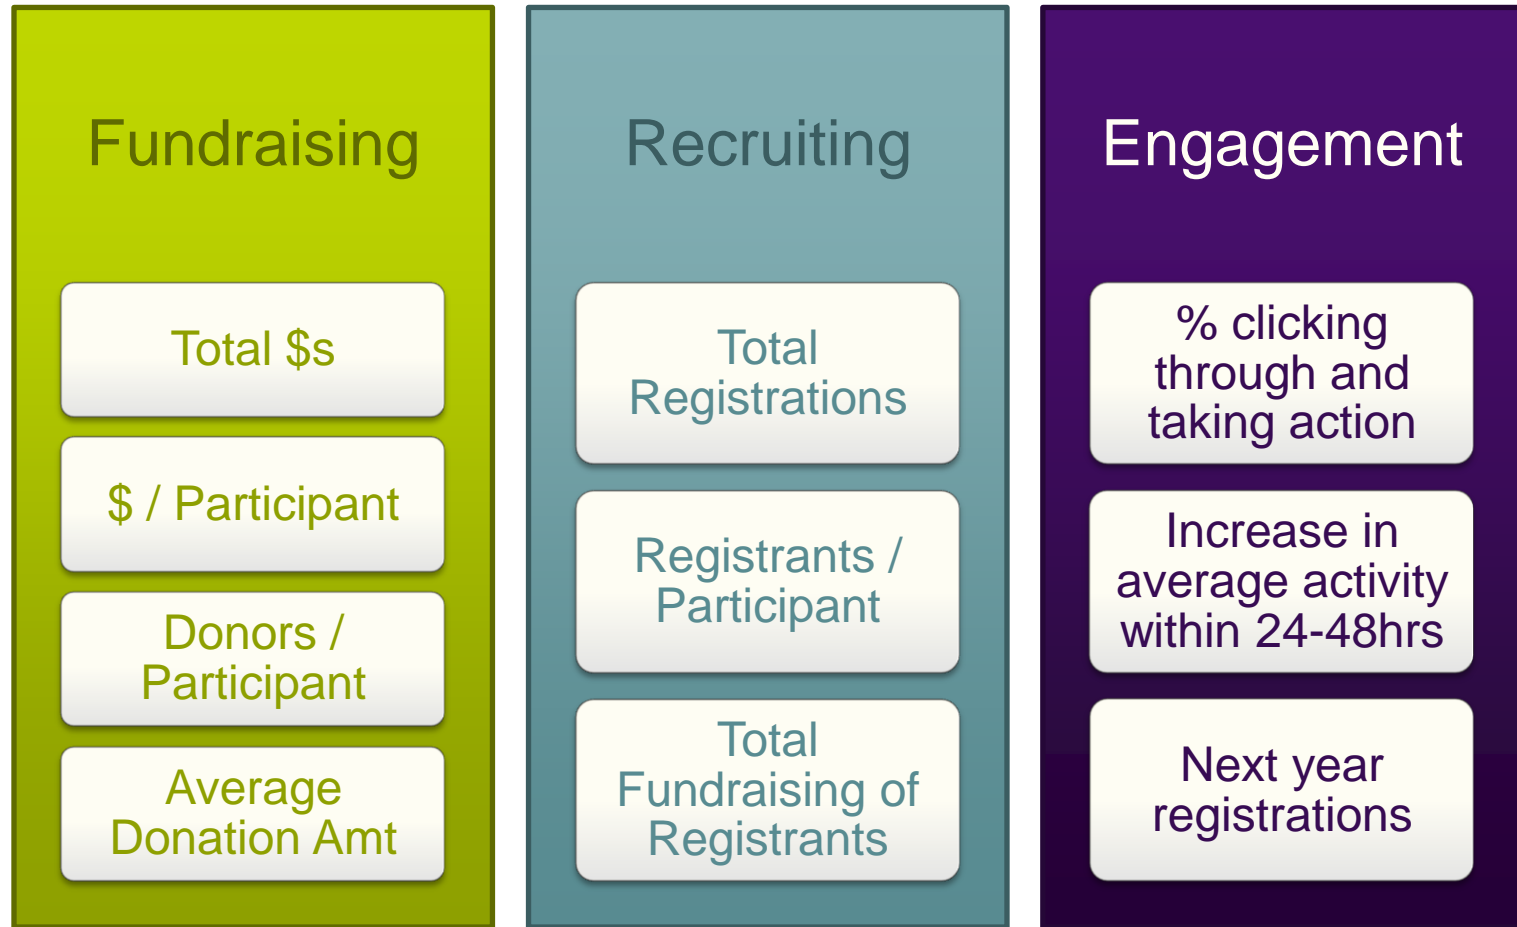 Fundraising
Total $s
$ / Participant
Donors /
Participant
Average
Donation Amt
Recruiting
Total
Registrations
Registrants /
Participant
Total
Fundraising of
Registrants
Engagement
% clicking
through and
taking action
Increase in
average activity
within 24-48hrs
Next year
registrations